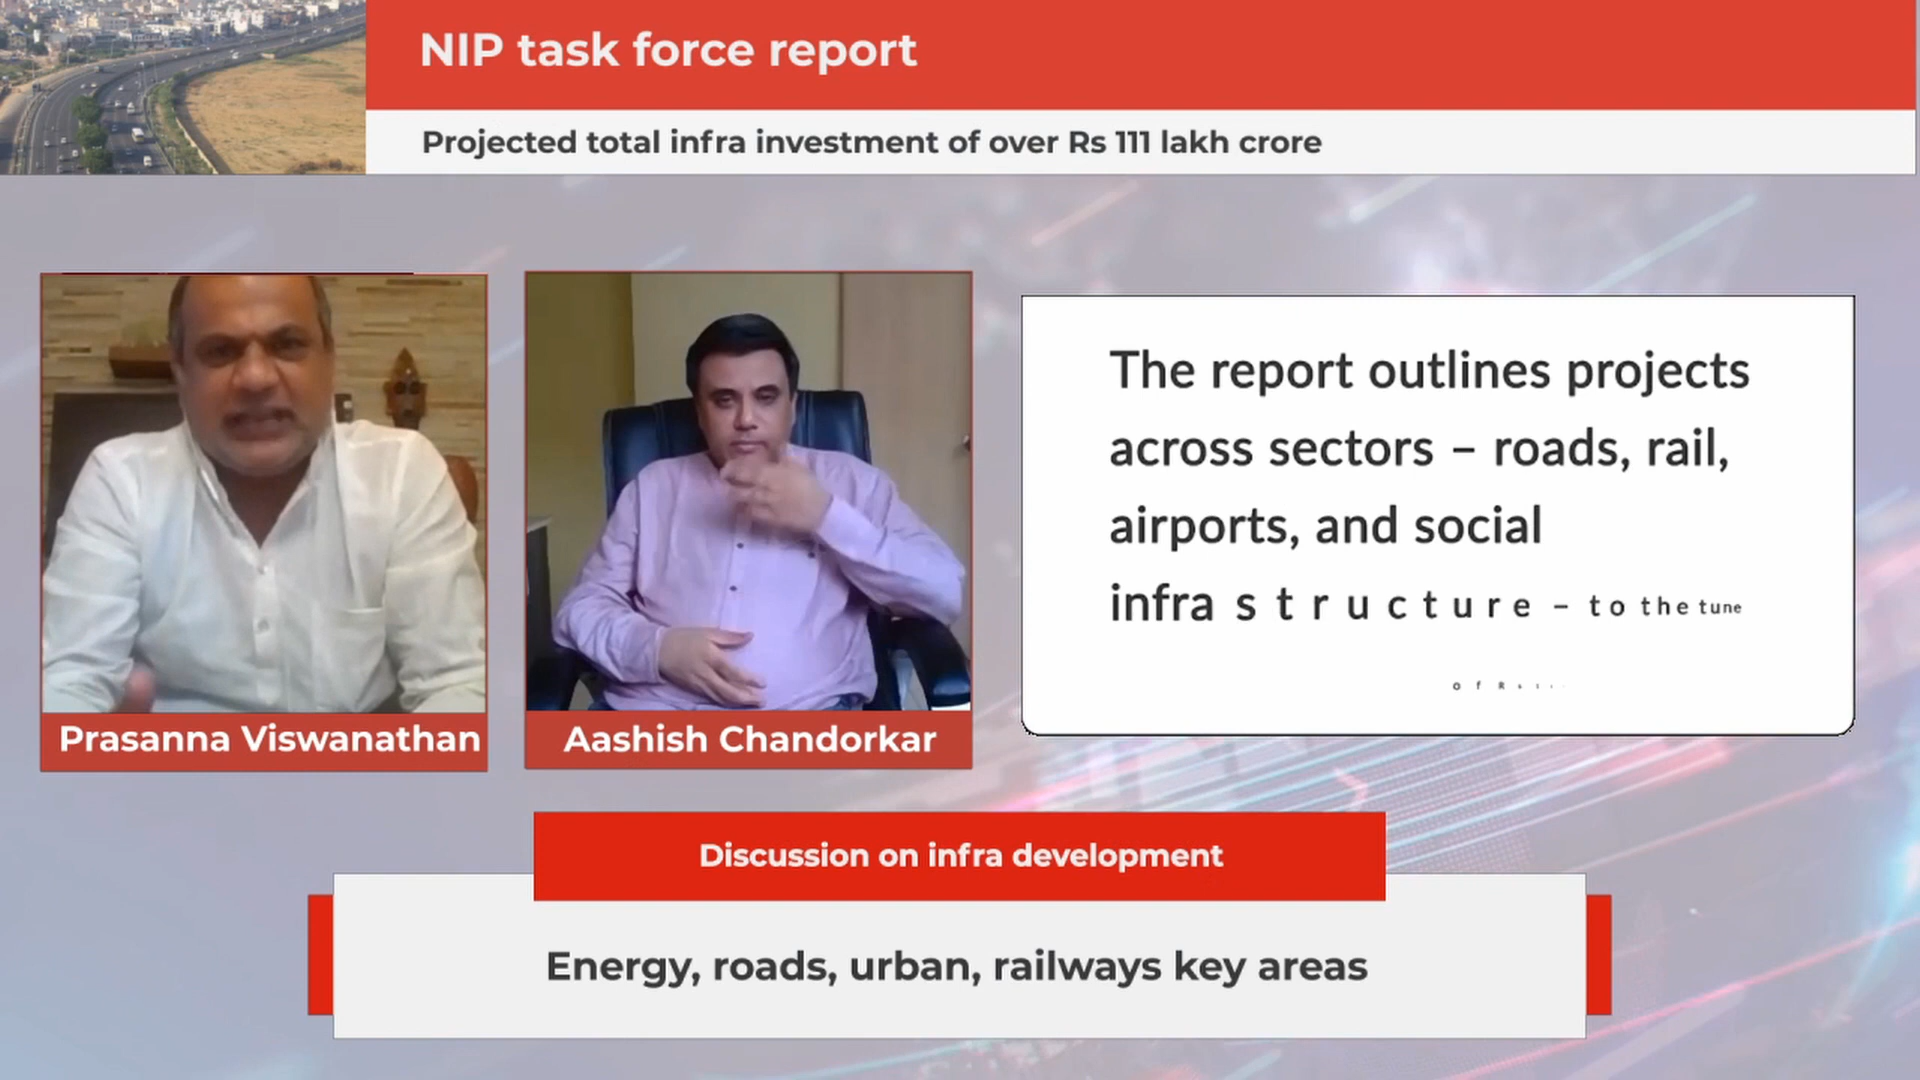 NIP task force report
Projected total infra investment of over Rs 111 lakh crore
The report outlines projects
across sectors – roads, rail,
airports, and social
infrastructure – to the tune
of R
Prasanna Viswanathan
Aashish Chandorkar
Discussion on infra development
Energy, roads, urban, railways key areas